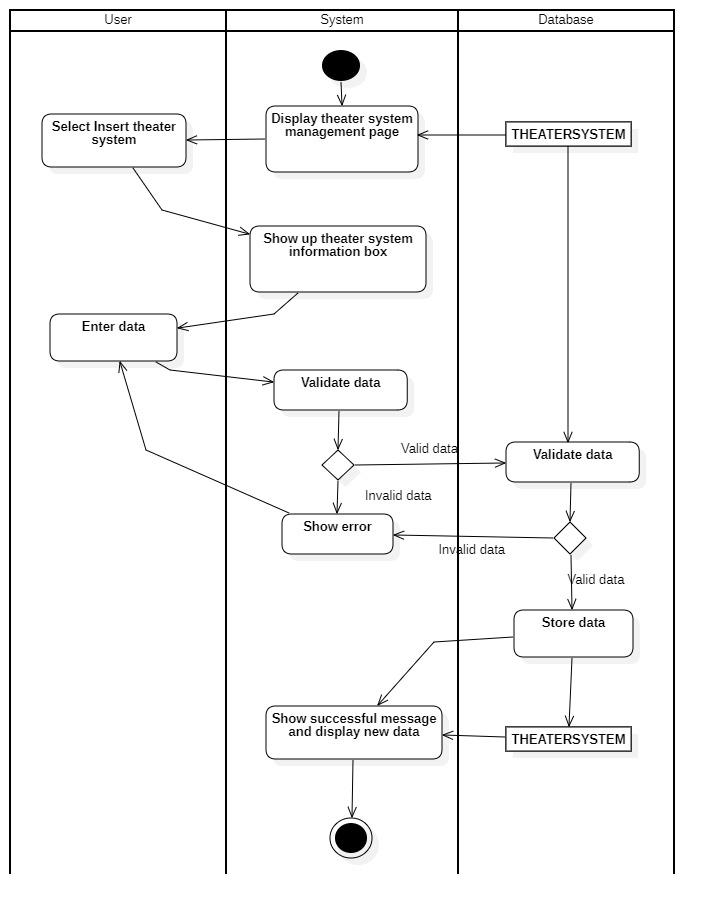 User
System
Database
Display theater system
management page
Select Insert theater
system
THEATERSYSTEM
Show up theater system
information box
Enter data
Validate data
Valid data
Validate data
Invalid data
Show error
Invalid data
Valid data
Store data
Show successful message
and display new data
THEATERSYSTEM